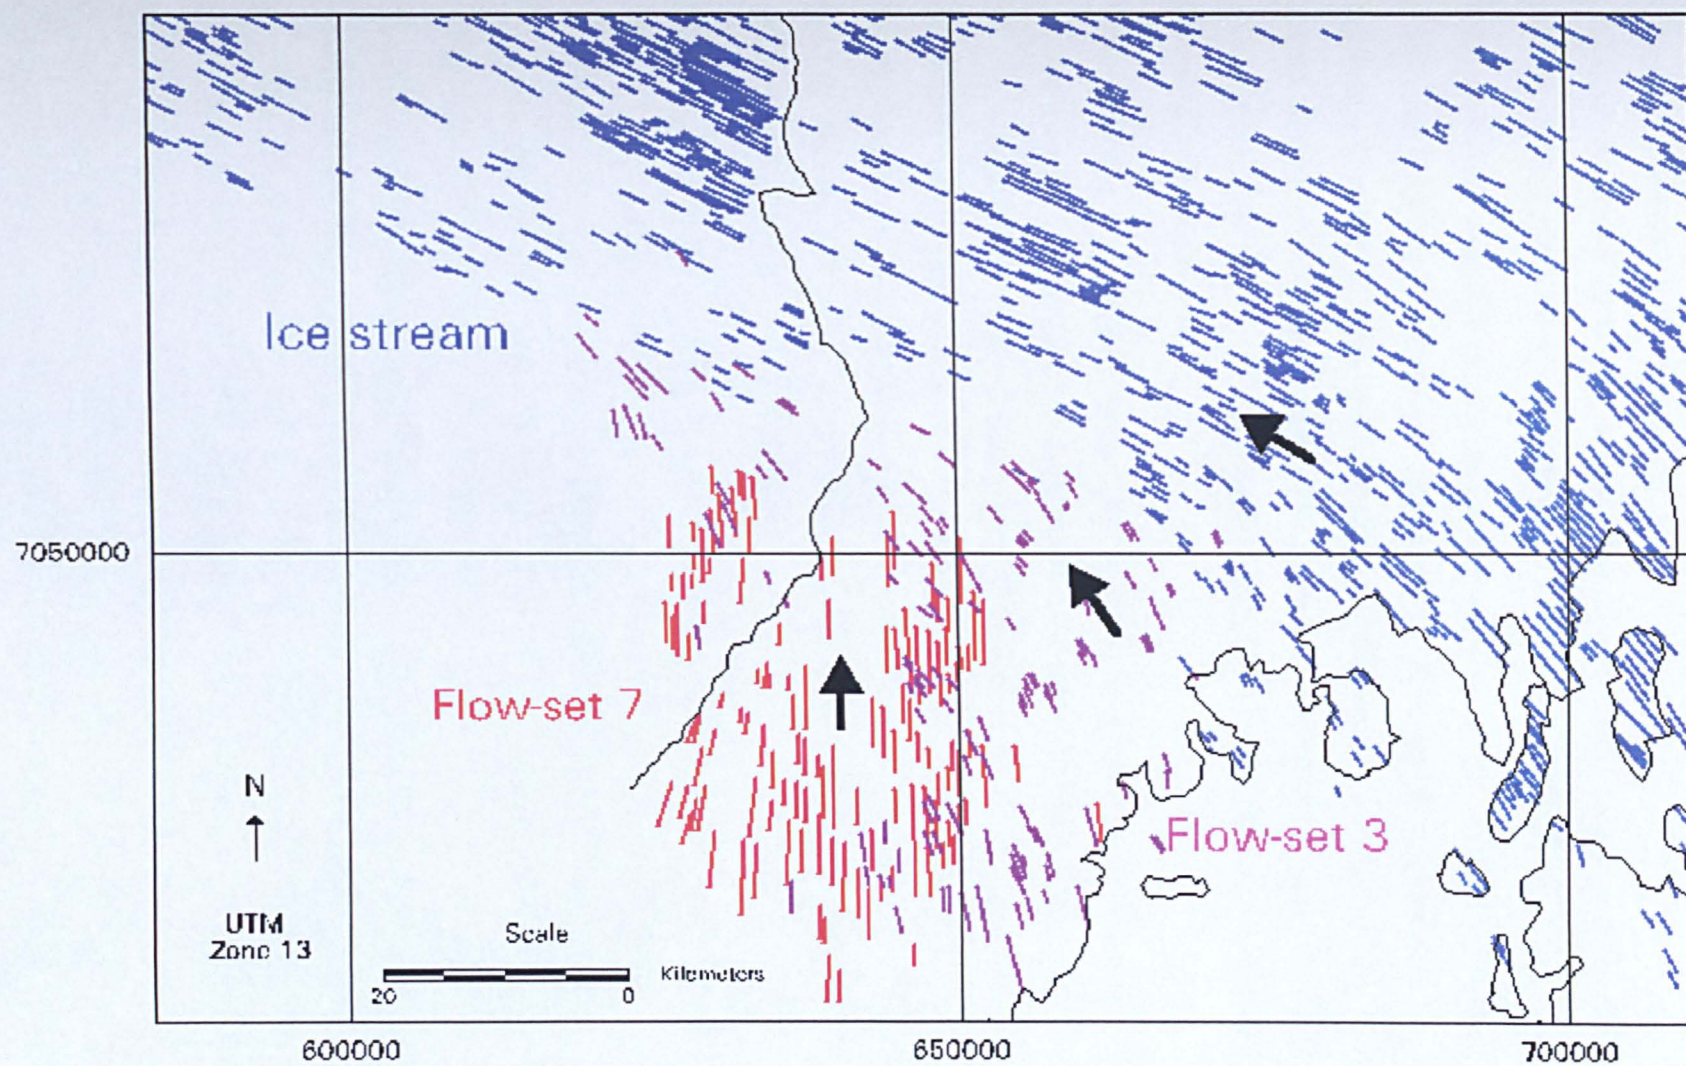 Ice stream
7050000
Flow-set 7
N
Flow-set 3
UTM
Zone 13
Scale
Kilometers
20 0
600000 650000 700000